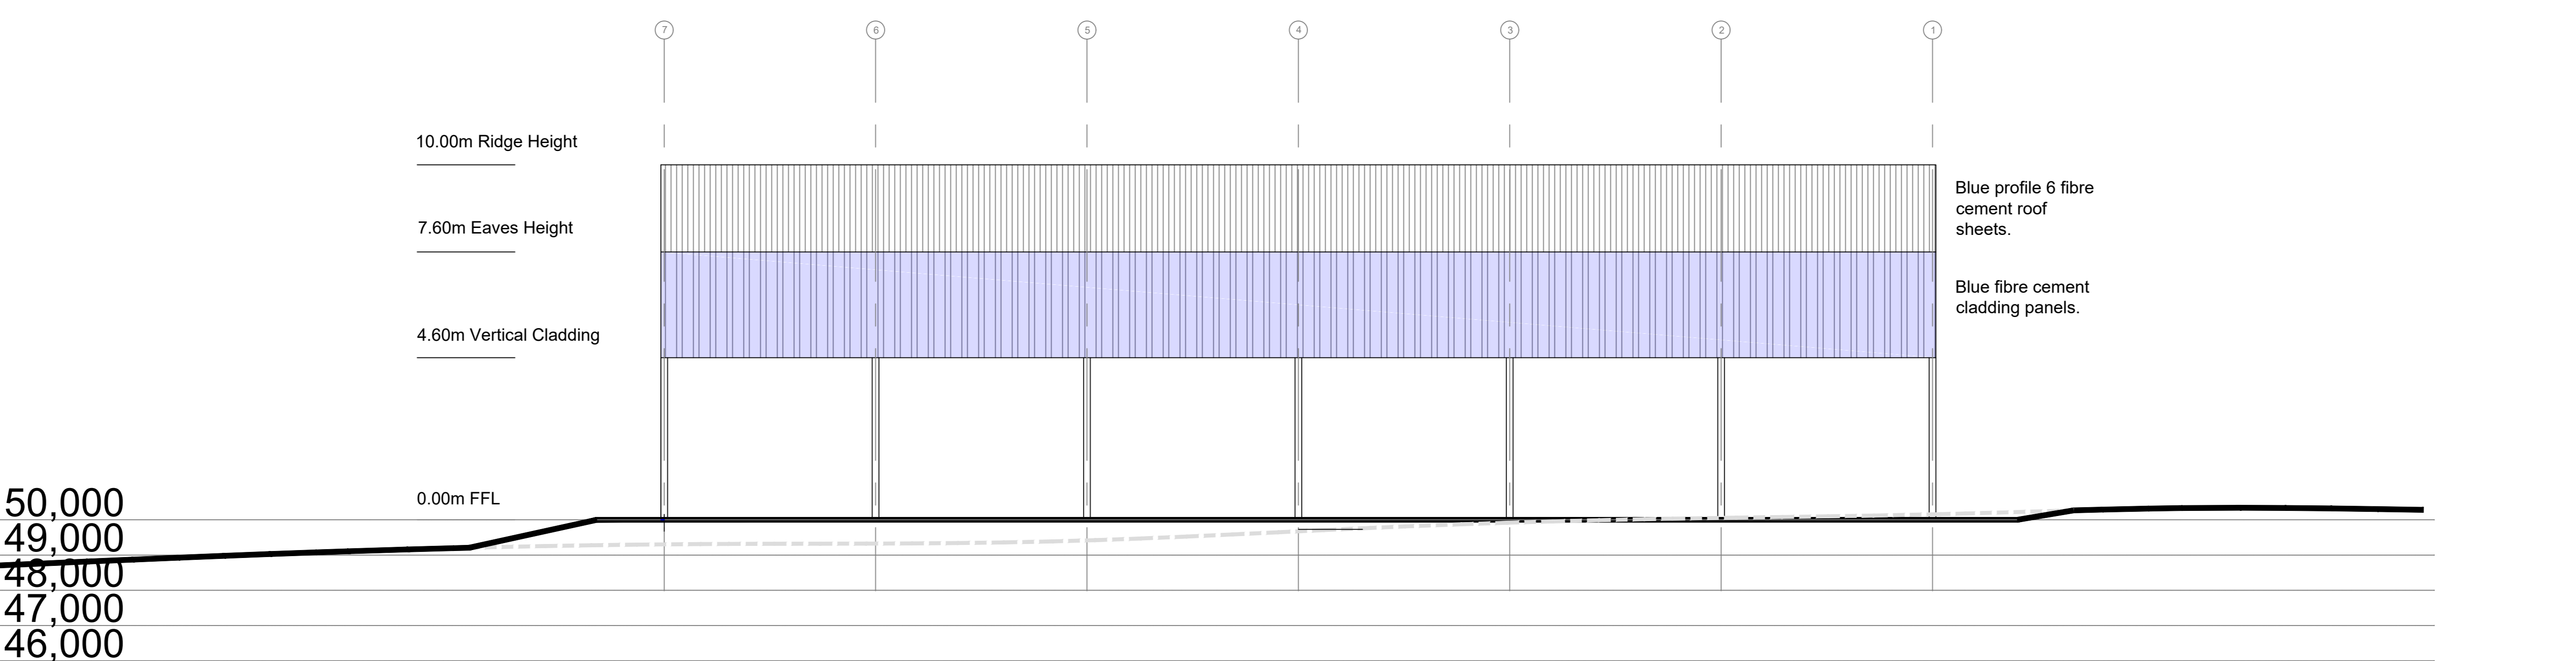 7 6 5 4 3 2 1
10.00m Ridge Height
7.60m Eaves Height
4.60m Vertical Cladding
0.00m FFL
Blue profile 6 fibre
cement roof
sheets.
Blue fibre cement
cladding panels.
50,000
49,000
48,000
47,000
46,000